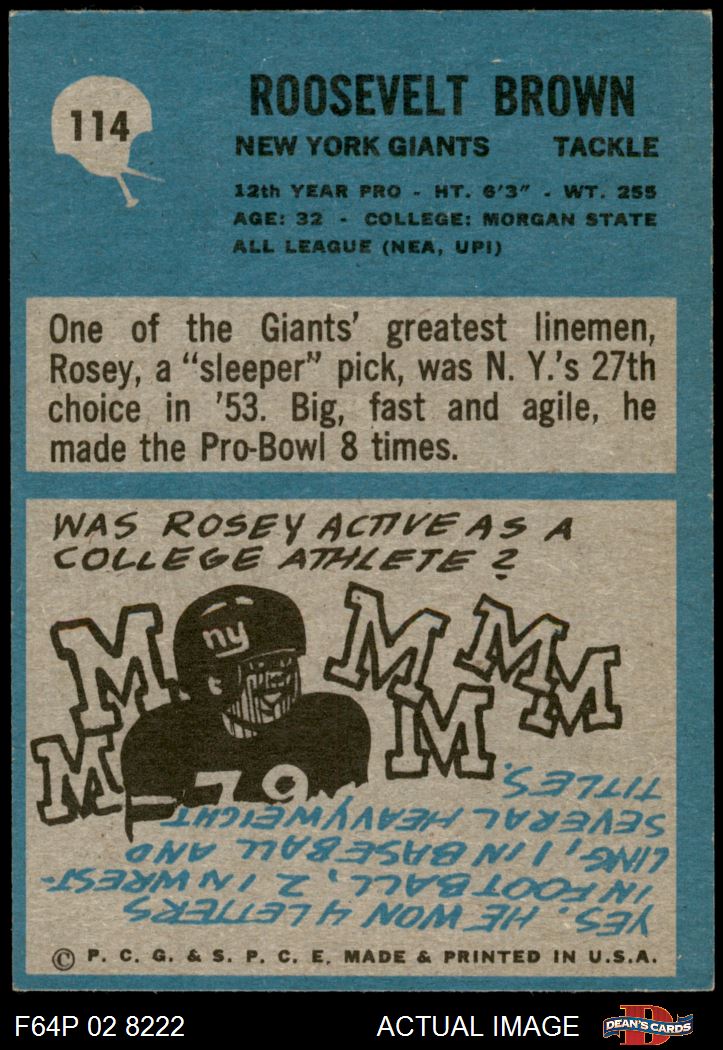 114
ROOSEVELT BROWN
NEW YORK GIANTS TACKLE
12th YEAR PRO - HT. 6'3" - WT. 255
AGE: 32 - COLLEGE: MORGAN STATE
ALL LEAGUE (NEA, UPI)
One of the Giants' greatest linemen,
Rosey, a "sleeper" pick, was N. Y.'s 27th
choice in '53. Big, fast and agile, he
made the Pro-Bowl 8 times.
WAS ROSEY ACTIVE AS A
COLLEGE ATHLETE?
M
ny
M
M
M
M
M
M
79
YES. HE WON 4 LETTERS
IN FOOTBALL, 2 IN WREST-
LING, 1 IN BASEBALL AND
SEVERAL HEAVYWEIGHT
TITLES.
© P. C. G. & S. P. C. E. MADE & PRINTED IN U.S.A.
F64P 02 8222 ACTUAL IMAGE
D
DEAN'S CARDS